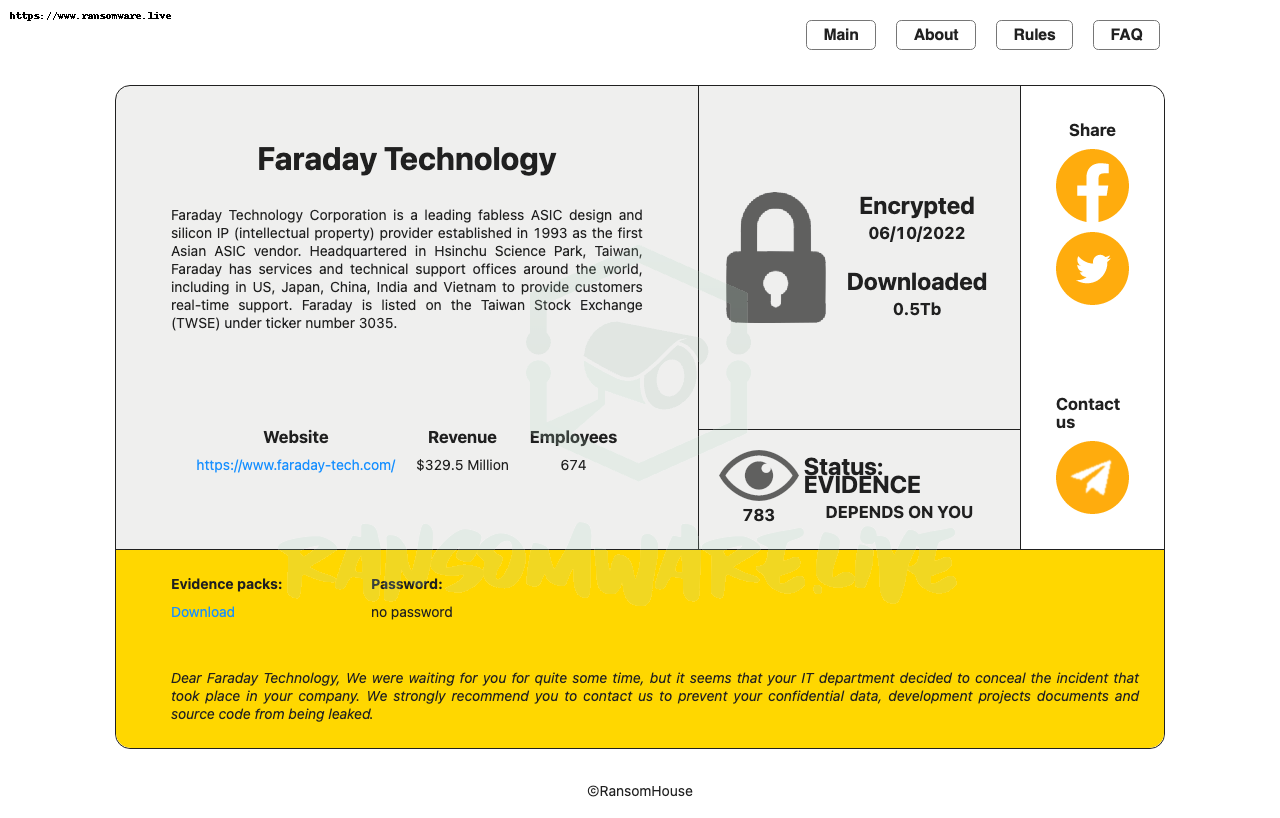 https://www.ransomware.live
Main About Rules FAQ
Faraday Technology
Faraday Technology Corporation is a leading fabless ASIC design and
silicon IP (intellectual property) provider established in 1993 as the first
Asian ASIC vendor. Headquartered in Hsinchu Science Park, Taiwan,
Faraday has services and technical support offices around the world,
including in US, Japan, China, India and Vietnam to provide customers
real-time support. Faraday is listed on the Taiwan Stock Exchange
(TWSE) under ticker number 3035.
Website Revenue Employees
https://www.faraday-tech.com/ $329.5 Million 674
Encrypted
06/10/2022
Downloaded
0.5Tb
Status:
EVIDENCE
783 DEPENDS ON YOU
Share
Contact
us
RANSOMWARE.LIVE
Evidence packs: Password:
Download no password
Dear Faraday Technology, We were waiting for you for quite some time, but it seems that your IT department decided to conceal the incident that
took place in your company. We strongly recommend you to contact us to prevent your confidential data, development projects documents and
source code from being leaked.
©RansomHouse